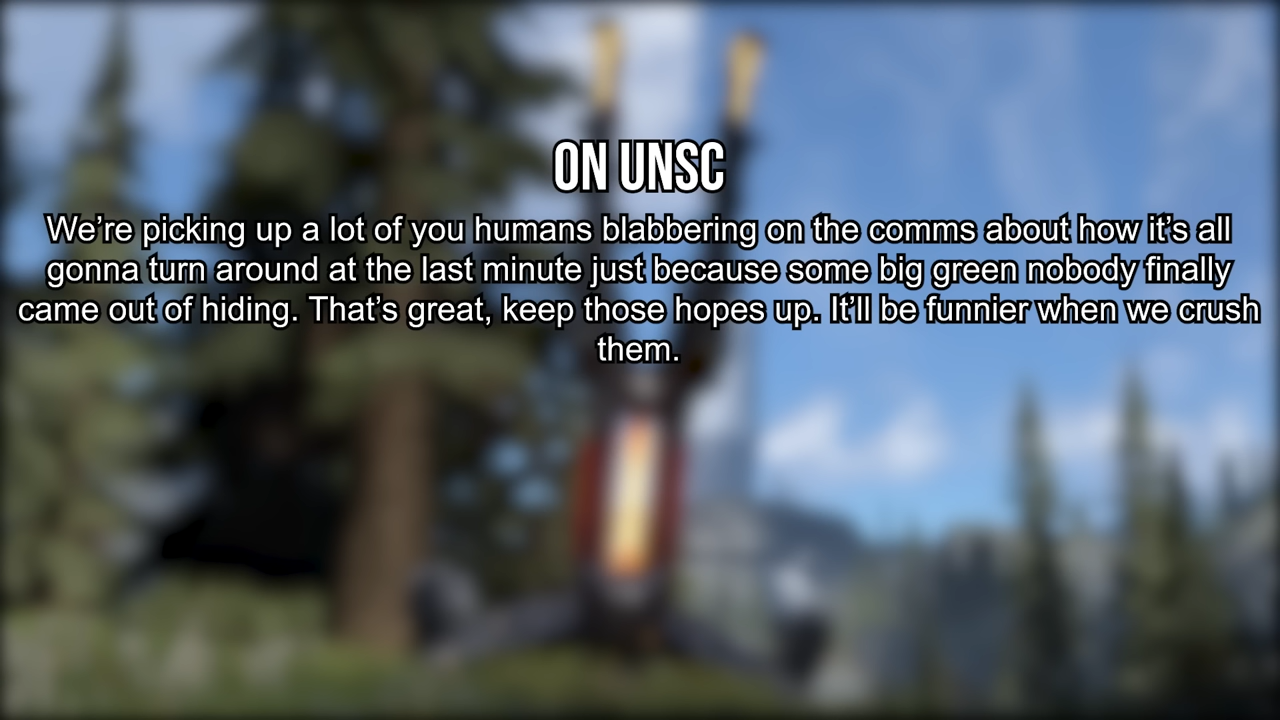 ON UNSC
We’re picking up a lot of you humans blabbering on the comms about how it’s all
gonna turn around at the last minute just because some big green nobody finally
came out of hiding. That’s great, keep those hopes up. It’ll be funnier when we crush
them.